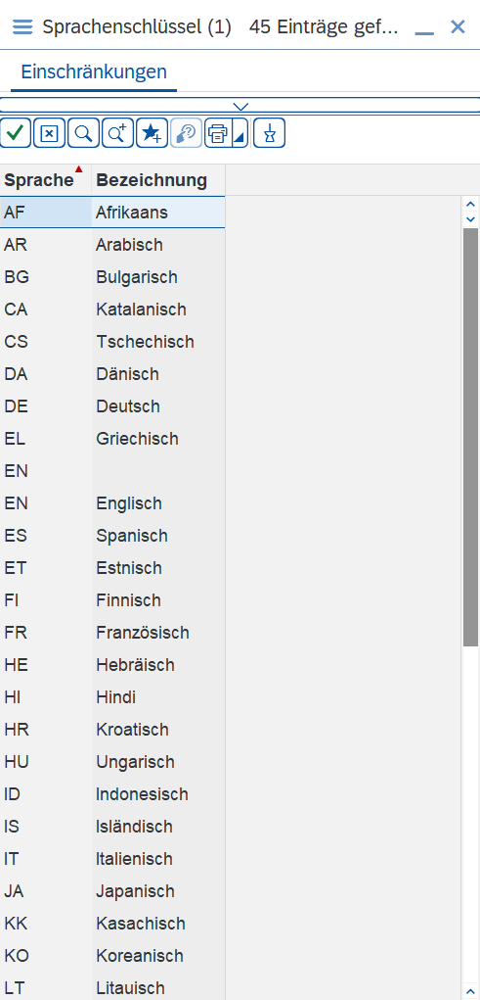 Sprachenschlüssel (1) 45 Einträge gef...
Einschränkungen
Sprache Bezeichnung
AF Afrikaans
AR Arabisch
BG Bulgarisch
CA Katalanisch
CS Tschechisch
DA Dänisch
DE Deutsch
EL Griechisch
EN
EN Englisch
ES Spanisch
ET Estnisch
FI Finnisch
FR Französisch
HE Hebräisch
HI Hindi
HR Kroatisch
HU Ungarisch
ID Indonesisch
IS Isländisch
IT Italienisch
JA Japanisch
KK Kasachisch
KO Koreanisch
LT Litauisch